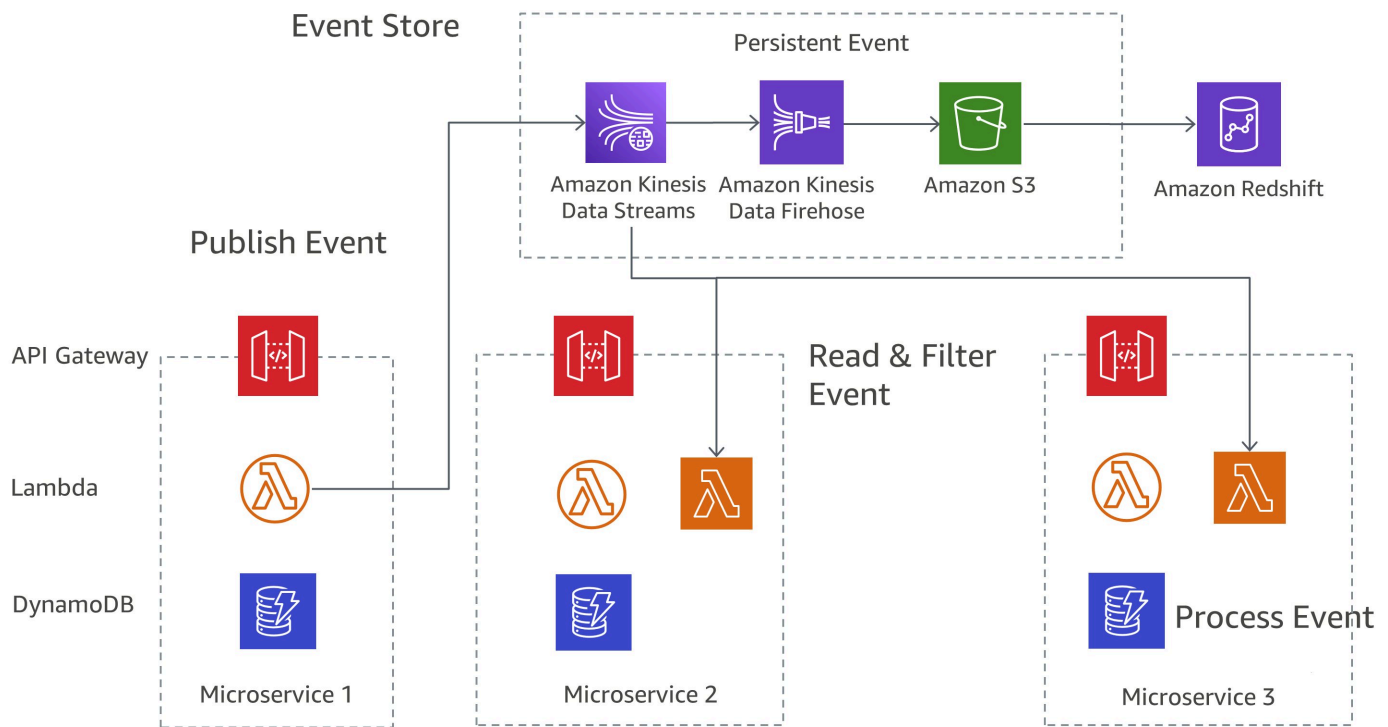 Event Store
Persistent Event
Amazon Kinesis
Data Streams
Amazon Kinesis
Data Firehose
Amazon S3
Amazon Redshift
Publish Event
API Gateway
Read & Filter
Event
Lambda
DynamoDB
Process Event
Microservice 1
Microservice 2
Microservice 3